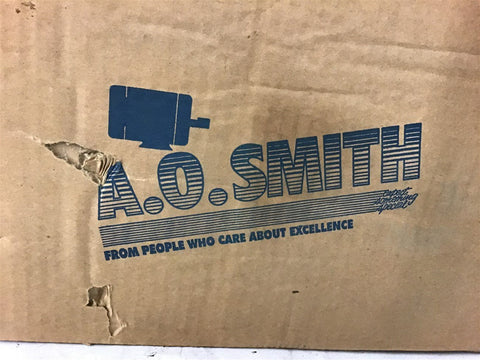 A.O.SMITH
FROM PEOPLE WHO CARE ABOUT EXCELLENCE